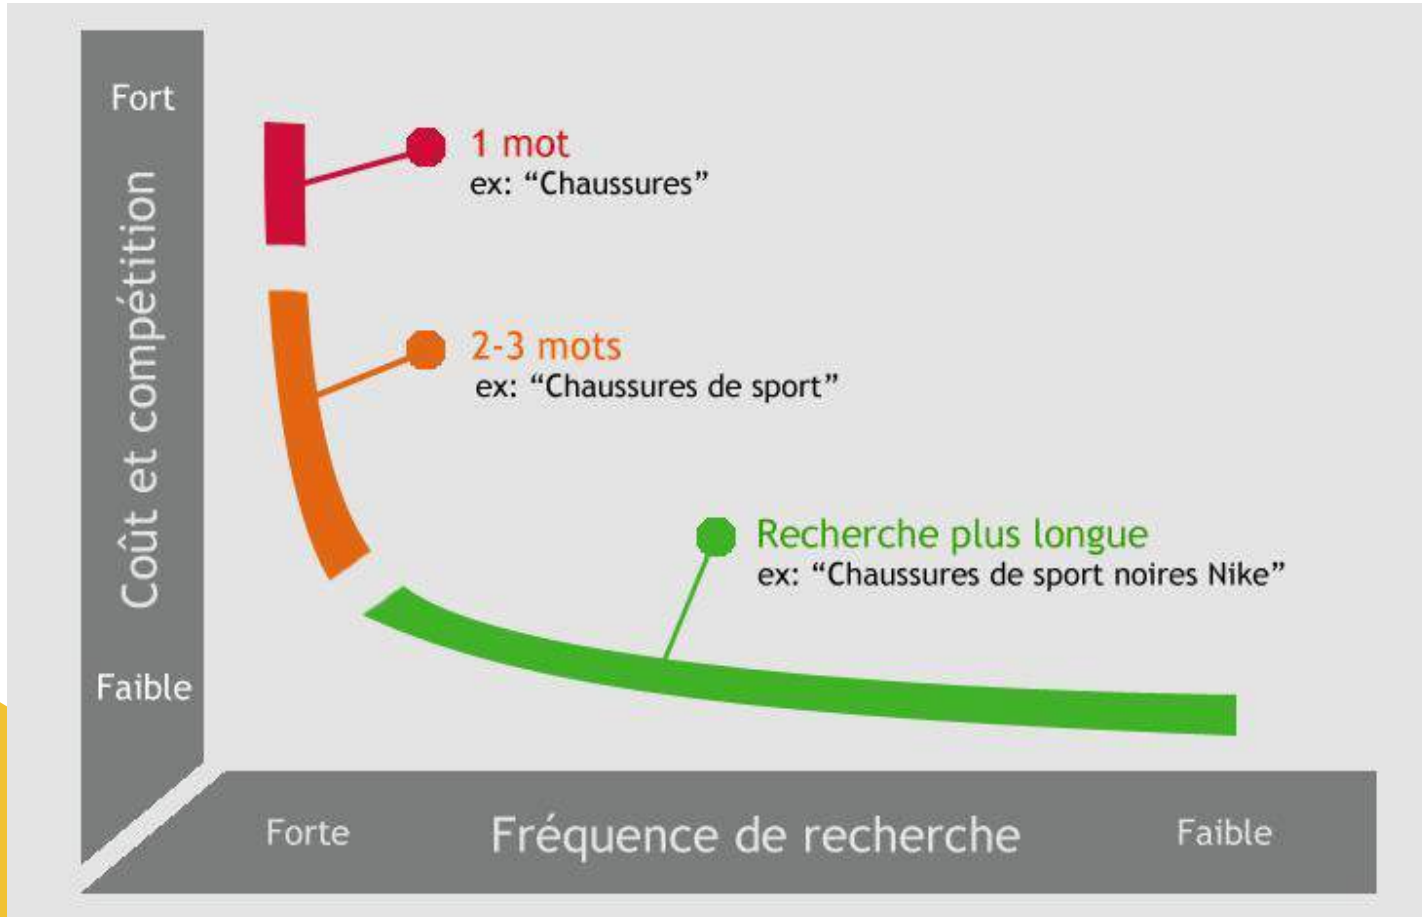 Fort
Coût et compétition
Faible
1 mot
ex: “Chaussures”
2-3 mots
ex: “Chaussures de sport”
Recherche plus longue
ex: “Chaussures de sport noires Nike”
Forte
Fréquence de recherche
Faible